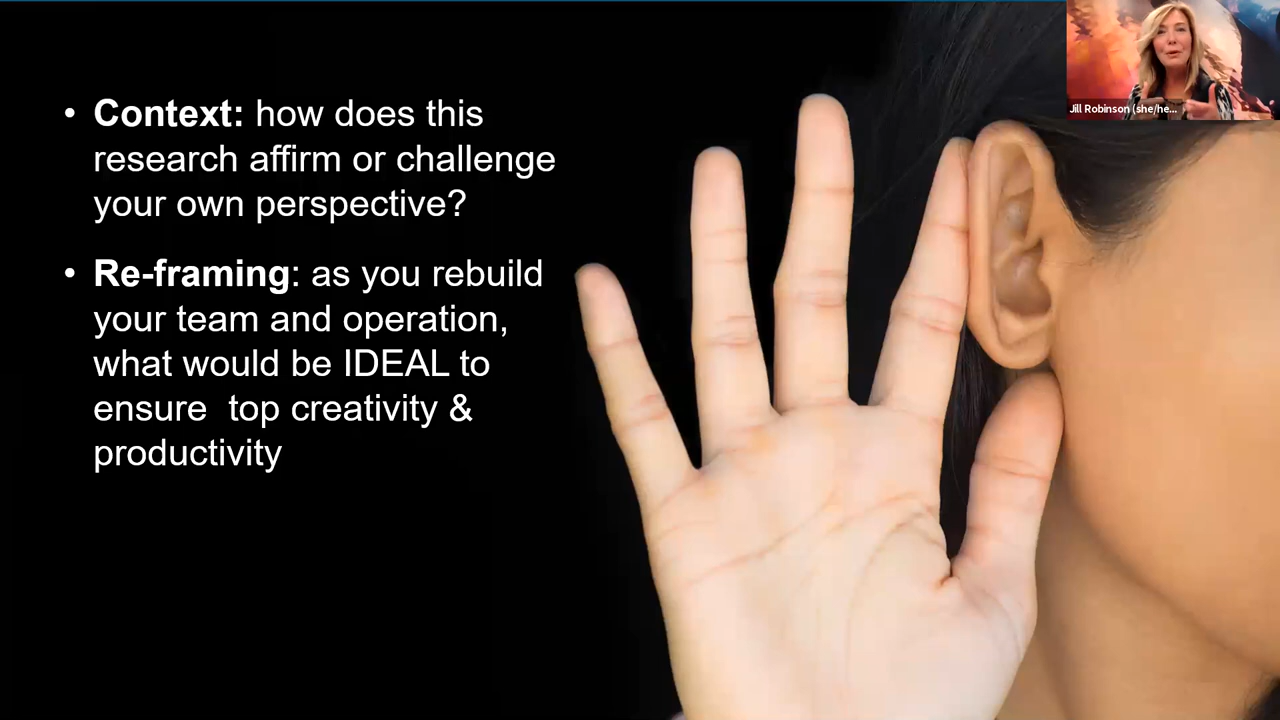 • Context: how does this
research affirm or challenge
your own perspective?
• Re-framing: as you rebuild
your team and operation,
what would be IDEAL to
ensure  top creativity &
productivity
Jill Robinson (she/he...